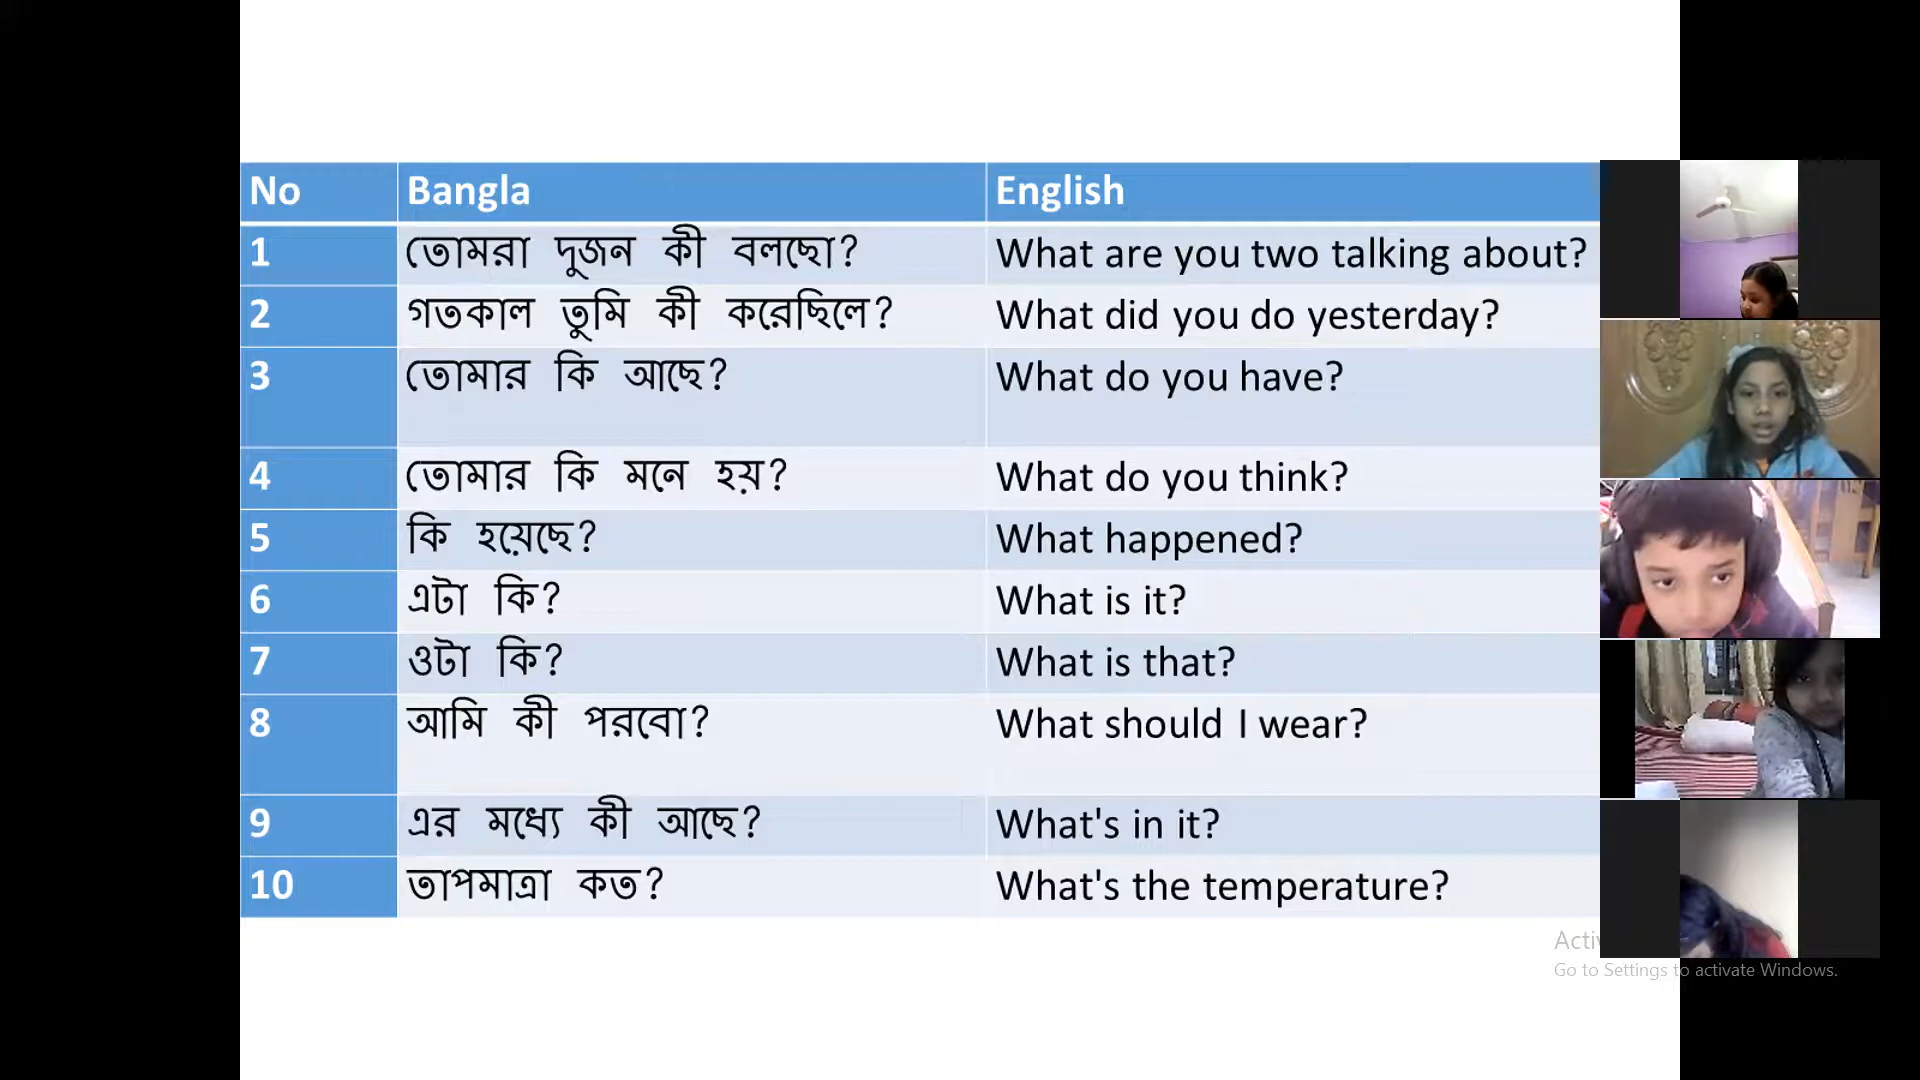 No Bangla English
1 তোমরা দুজন কী বলছো? What are you two talking about?
2 গতকাল তুমি কী করেছিলে? What did you do yesterday?
3 তোমার কি আছে? What do you have?
4 তোমার কি মনে হয়? What do you think?
5 কি হয়েছে? What happened?
6 এটা কি? What is it?
7 ওটা কি? What is that?
8 আমি কী পরবো? What should I wear?
9 এর মধ্যে কী আছে? What's in it?
10 তাপমাত্রা কত? What's the temperature?
Go to Settings to activate Windows.